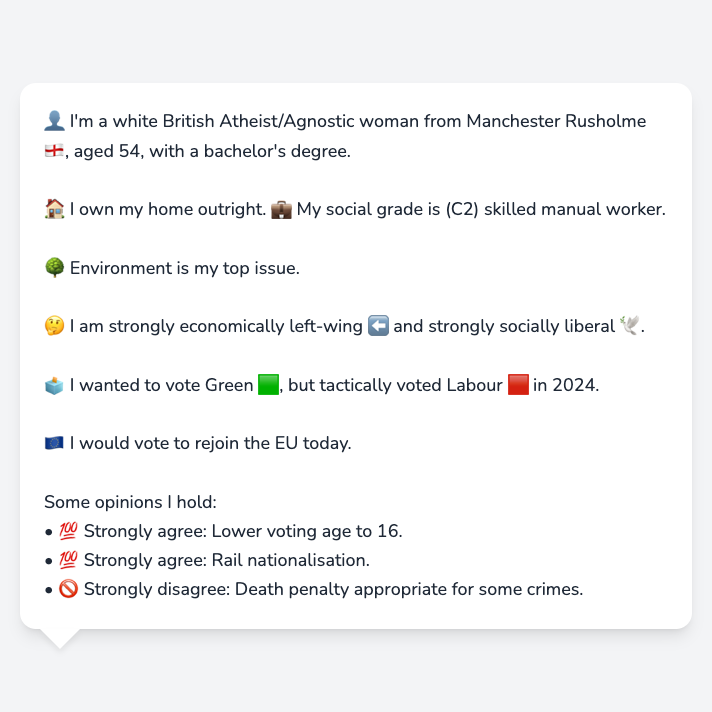 👤 I'm a white British Atheist/Agnostic woman from Manchester Rusholme
🏴󠁧󠁢󠁥󠁮󠁧󠁿, aged 54, with a bachelor's degree.
🏠 I own my home outright. 💼 My social grade is (C2) skilled manual worker.
🌳 Environment is my top issue.
🤔 I am strongly economically left-wing ⬅️ and strongly socially liberal 🕊️.
🗳️ I wanted to vote Green 🟩, but tactically voted Labour 🟥 in 2024.
🇪🇺 I would vote to rejoin the EU today.
Some opinions I hold:
• 💯 Strongly agree: Lower voting age to 16.
• 💯 Strongly agree: Rail nationalisation.
• 🚫 Strongly disagree: Death penalty appropriate for some crimes.